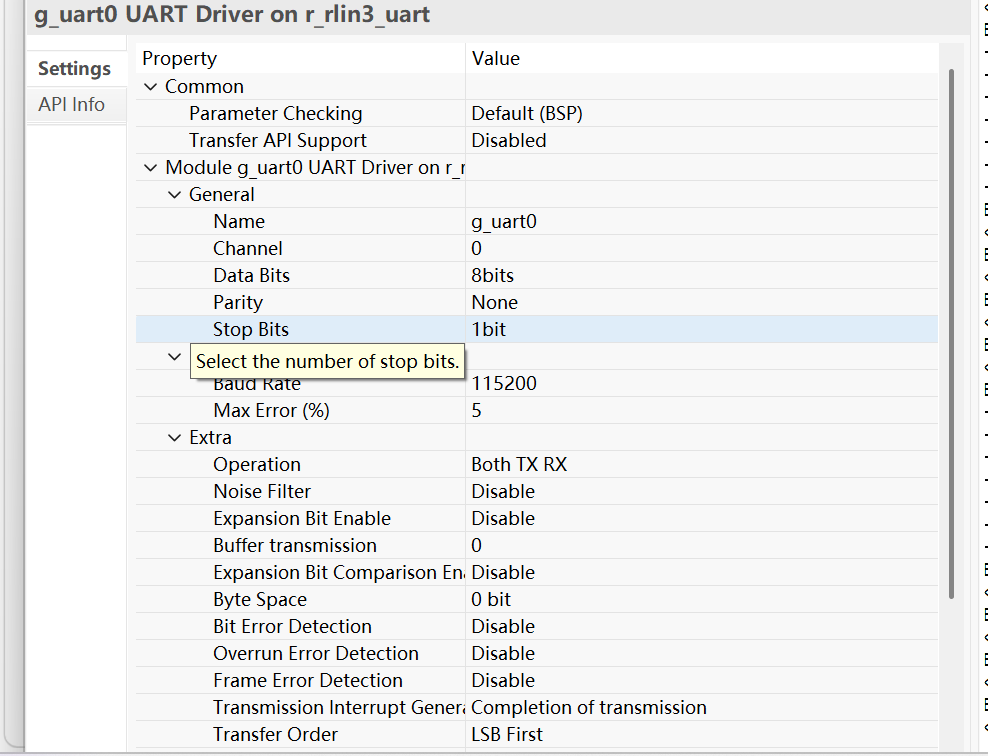 g_uart0 UART Driver on r_rlin3_uart
Settings
API Info
Property Value
Common
Parameter Checking Default (BSP)
Transfer API Support Disabled
Module g_uart0 UART Driver on r_r
General
Name g_uart0
Channel 0
Data Bits 8bits
Parity None
Stop Bits 1bit
Select the number of stop bits.
Baud Rate 115200
Max Error (%) 5
Extra
Operation Both TX RX
Noise Filter Disable
Expansion Bit Enable Disable
Buffer transmission 0
Expansion Bit Comparison Ena Disable
Byte Space 0 bit
Bit Error Detection Disable
Overrun Error Detection Disable
Frame Error Detection Disable
Transmission Interrupt Genera Completion of transmission
Transfer Order LSB First